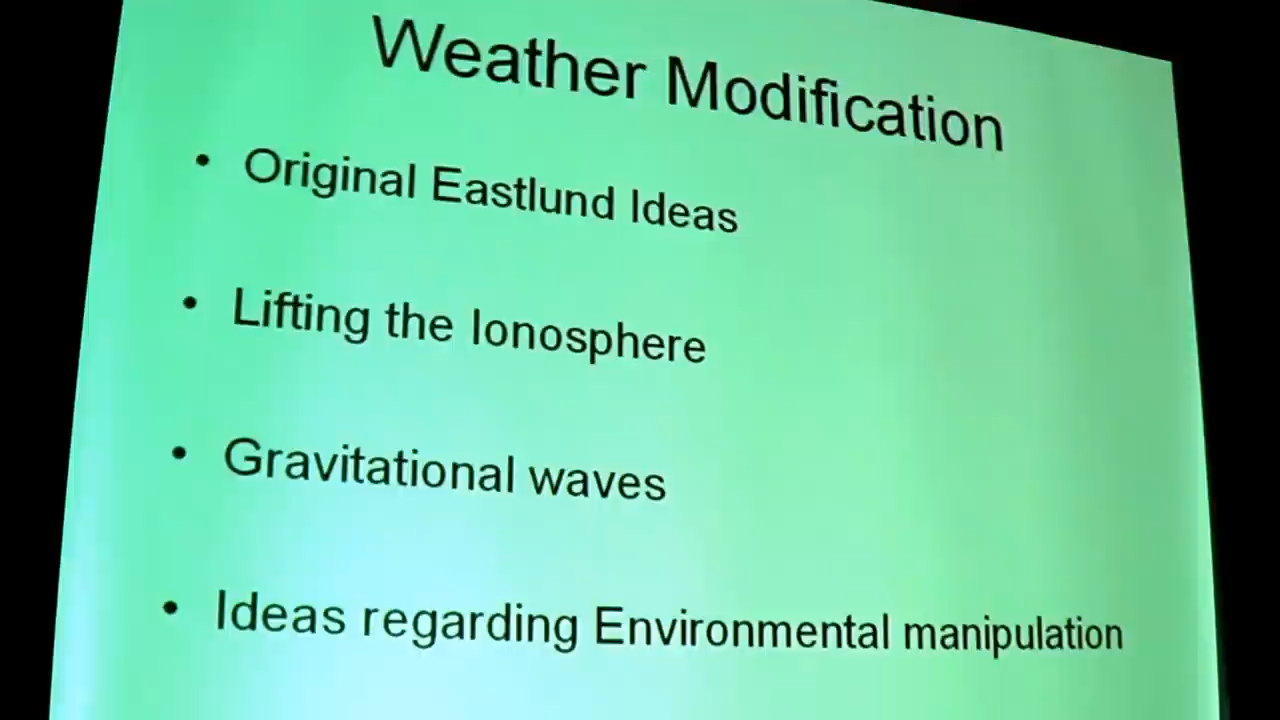 Weather Modification
• Original Eastlund Ideas
• Lifting the Ionosphere
• Gravitational waves
• Ideas regarding Environmental manipulation